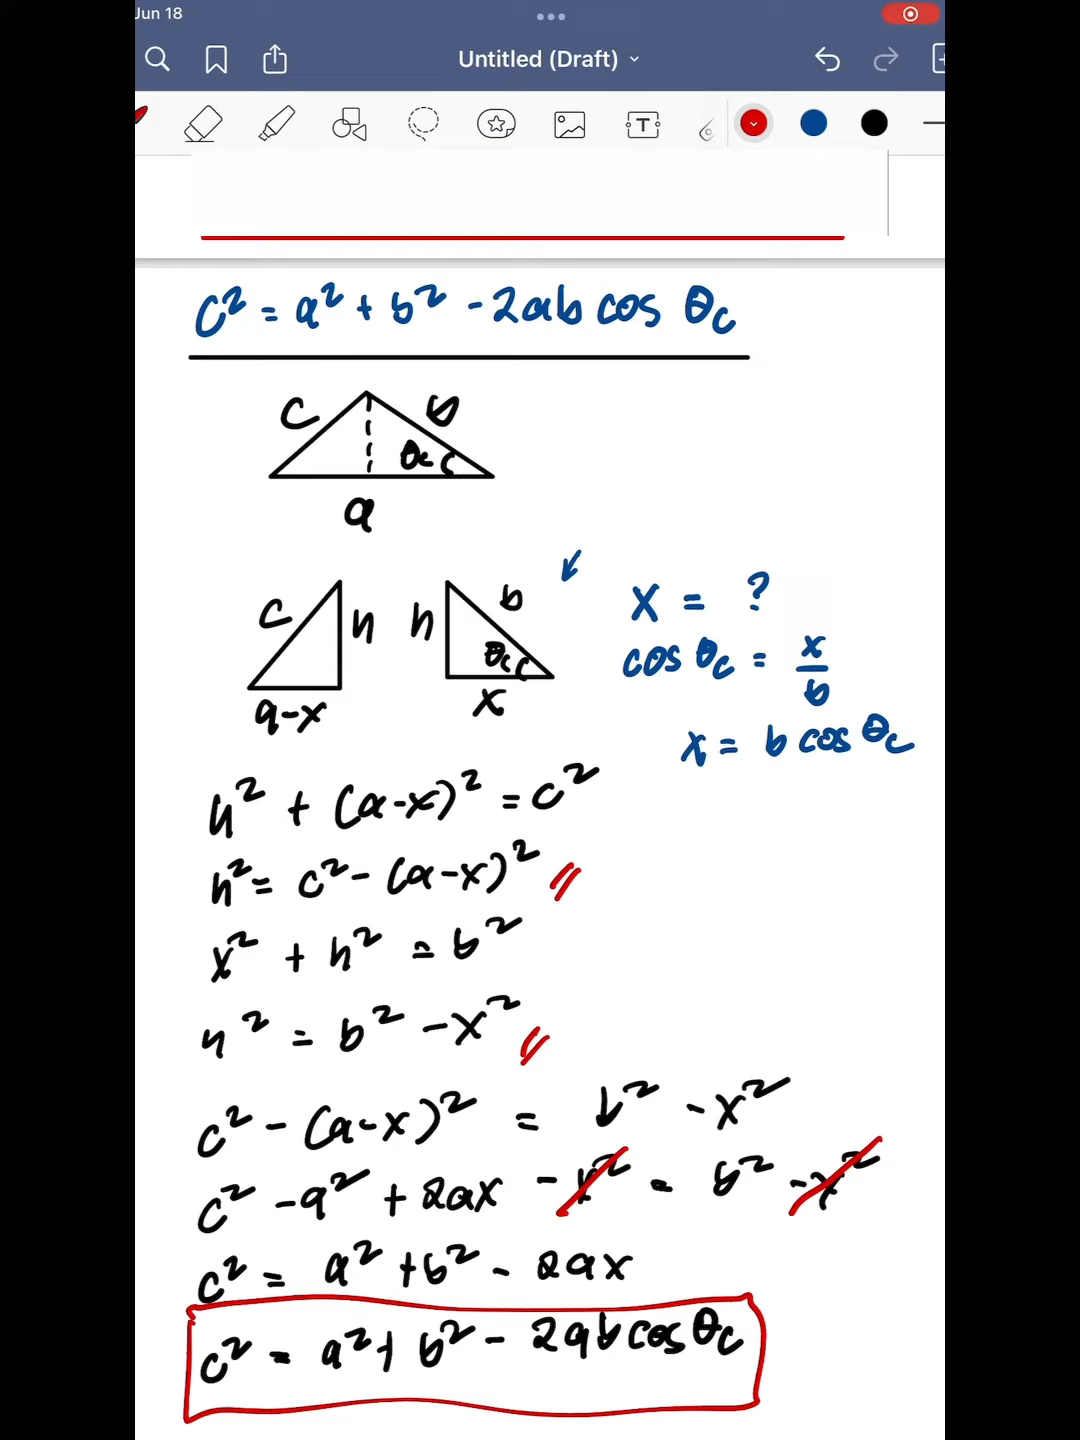 Jun 18
Untitled (Draft)
T
c² = a² + b² - 2ab cos θc
c b
θc
a
c h h b
θc
a-x x
x = ?
cos θc = x/b
x = b cos θc
h² + (a-x)² = c²
h² = c² - (a-x)²
x² + h² = b²
h² = b² - x²
c² - (a-x)² = b² - x²
c² - a² + 2ax - x² = b² - x²
c² = a² + b² - 2ax
c² = a² + b² - 2ab cos θc